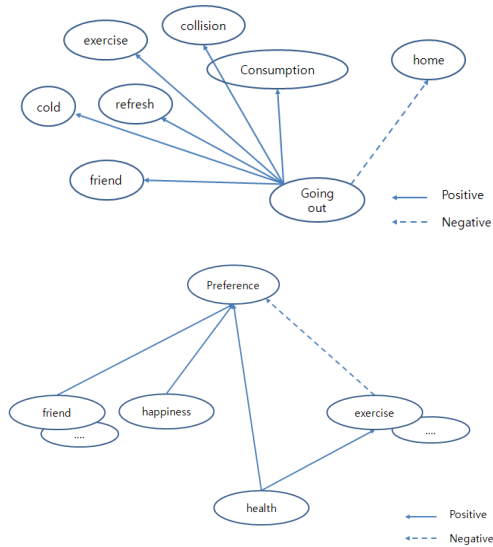 collision
exercise
Consumption
home
cold
refresh
friend
Going
out
Positive
Negative
Preference
friend
happiness
exercise
....
....
health
Positive
Negative